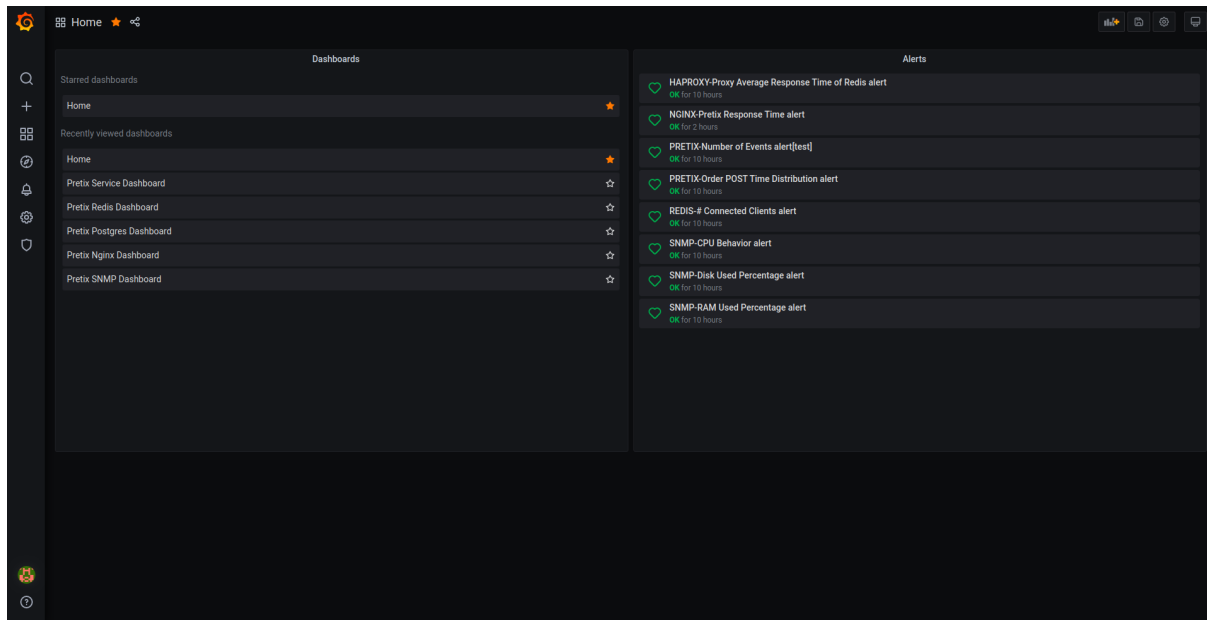 Home
Dashboards
Starred dashboards
Home
Recently viewed dashboards
Home
Pretix Service Dashboard
Pretix Redis Dashboard
Pretix Postgres Dashboard
Pretix Nginx Dashboard
Pretix SNMP Dashboard
Alerts
HAPROXY-Proxy Average Response Time of Redis alert
OK for 10 hours
NGINX-Pretix Response Time alert
OK for 2 hours
PRETIX-Number of Events alert[test]
OK for 10 hours
PRETIX-Order POST Time Distribution alert
OK for 10 hours
REDIS-# Connected Clients alert
OK for 10 hours
SNMP-CPU Behavior alert
OK for 10 hours
SNMP-Disk Used Percentage alert
OK for 10 hours
SNMP-RAM Used Percentage alert
OK for 10 hours